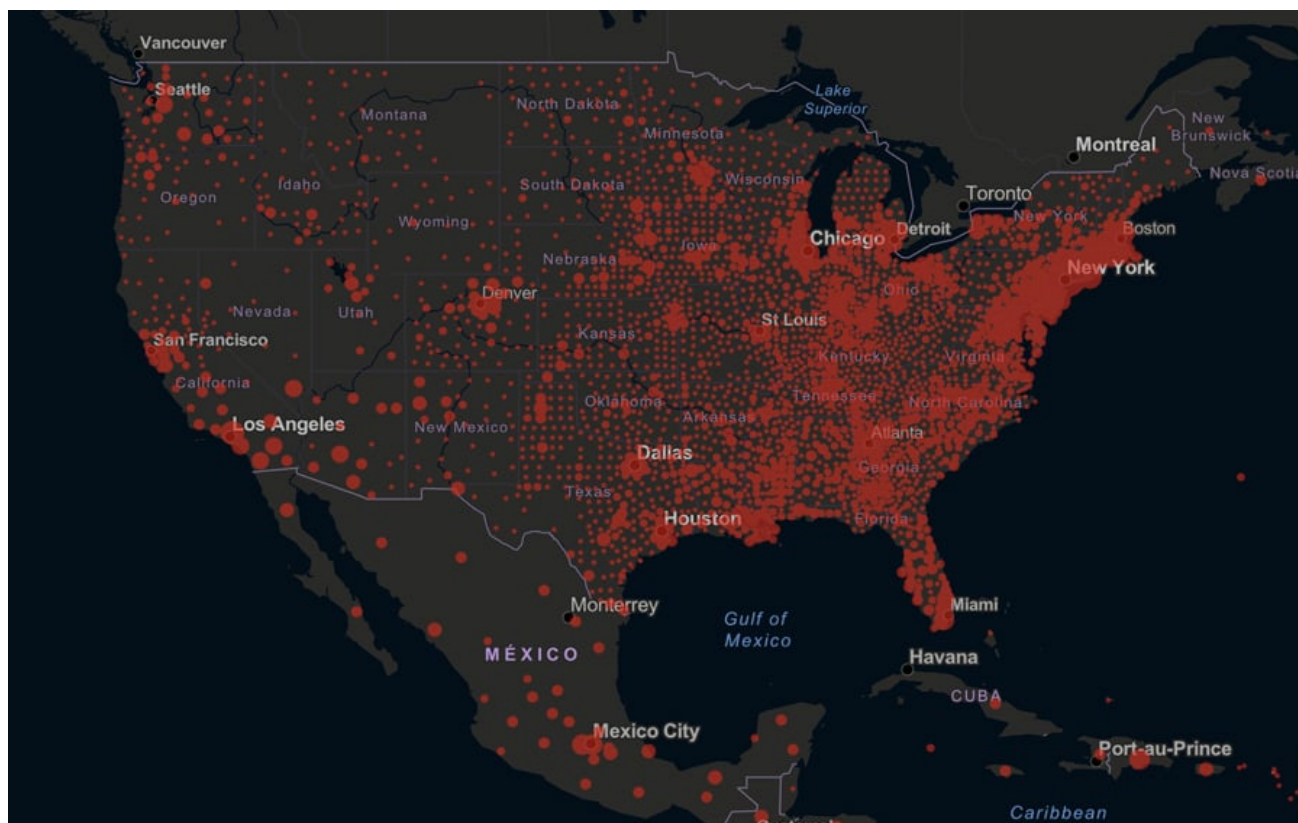 Vancouver
Seattle
Montana
North Dakota
Minnesota
Lake
Superior
Montreal
New
Brunswick
Nova Scotia
Oregon
Idaho
Wyoming
South Dakota
Wisconsin
Toronto
New York
Boston
Detroit
Chicago
Iowa
Nebraska
New York
Ohio
Nevada
Utah
Denver
San Francisco
St Louis
Kansas
Kentucky
Virginia
California
Los Angeles
New Mexico
Oklahoma
Arkansas
Tennessee
North Carolina
Atlanta
Dallas
Georgia
Texas
Houston
Florida
Miami
Monterrey
Gulf of
Mexico
MÉXICO
Havana
CUBA
Mexico City
Port-au-Prince
Caribbean